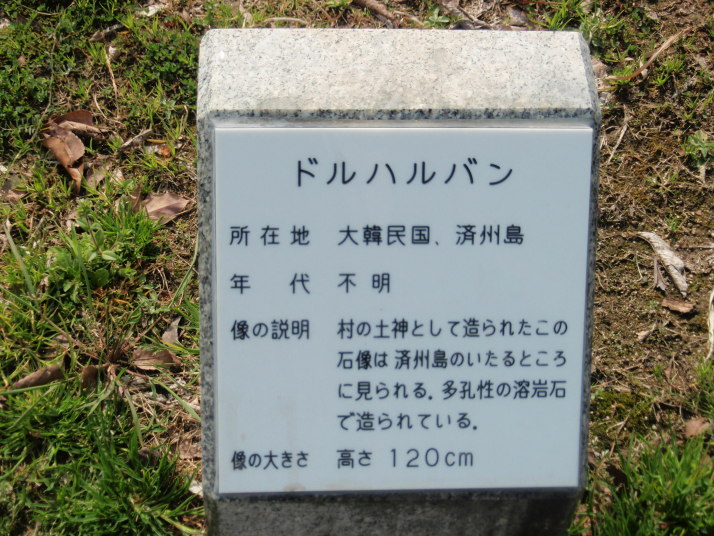 ドルハルバン
所在地 大韓民国、済州島
年代 不明
像の説明 村の土神として造られたこの
石像は済州島のいたるところ
に見られる。多孔性の溶岩石
で造られている。
像の大きさ 高さ 120cm